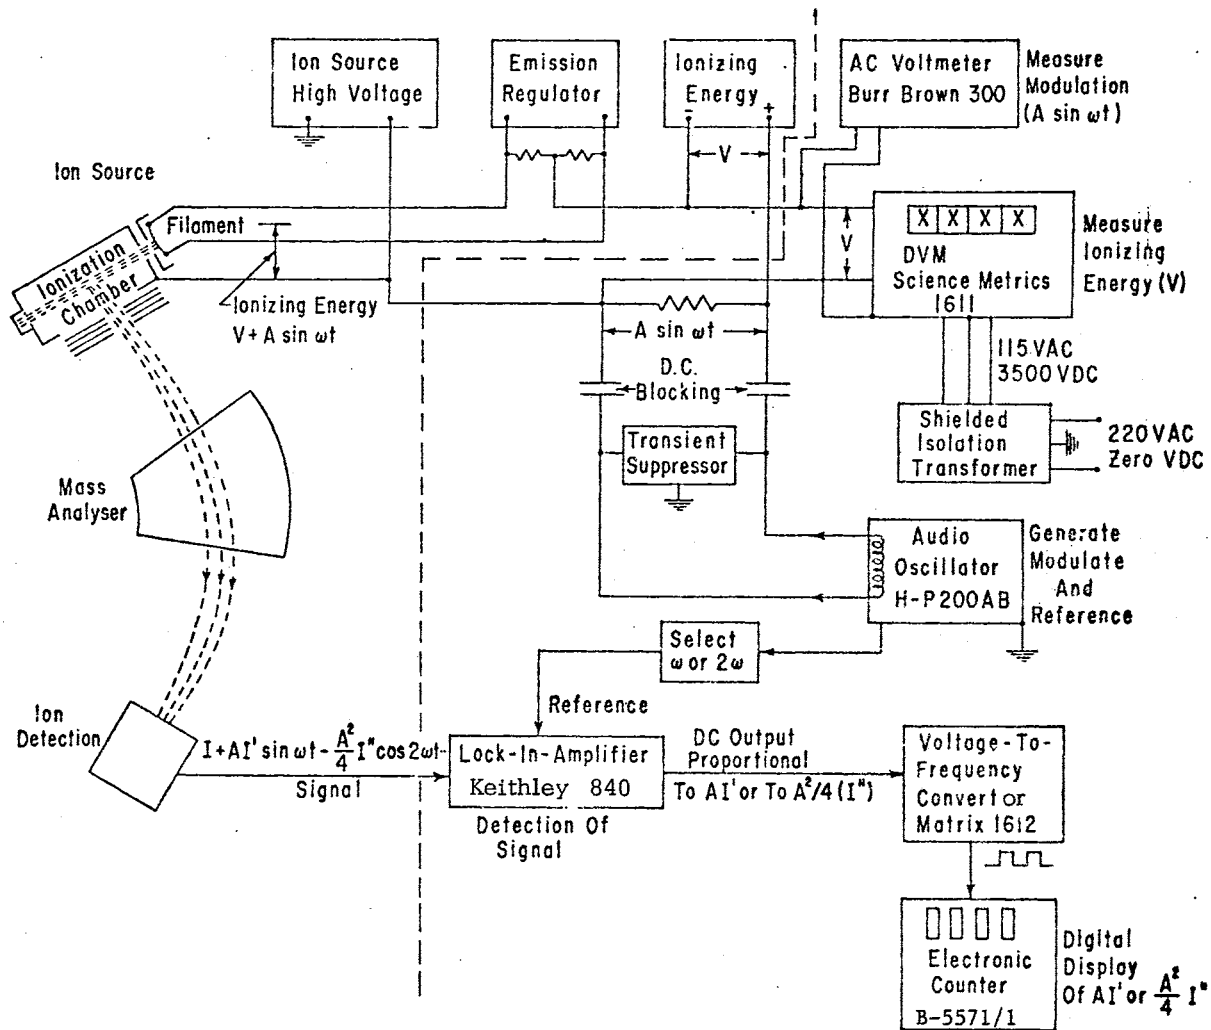 Ion Source
High Voltage
Emission
Regulator
Ionizing
Energy
-
+
V
AC Voltmeter
Burr Brown 300
Measure
Modulation
(A sin ωt)
Ion Source
Filament
Ionization
Chamber
Ionizing Energy
V+ A sin ωt
V
X X X X
DVM
Science Metrics
1611
Measure
Ionizing
Energy (V)
A sin ωt
D.C.
Blocking
115 VAC
3500 VDC
Shielded
Isolation
Transformer
220 VAC
Zero VDC
Transient
Suppressor
Mass
Analyser
Audio
Oscillator
H-P200AB
Generate
Modulate
And
Reference
Select
ω or 2ω
Reference
Ion
Detection
I+AI' sin ωt - A²/4 I" cos 2ωt
Signal
Lock-In-Amplifier
Keithley 840
Detection Of
Signal
DC Output
Proportional
To AI' or To A²/4 (I")
Voltage-To-
Frequency
Convertor
Matrix 1612
Electronic
Counter
B-5571/1
Digital
Display
Of AI' or A²/4 I"